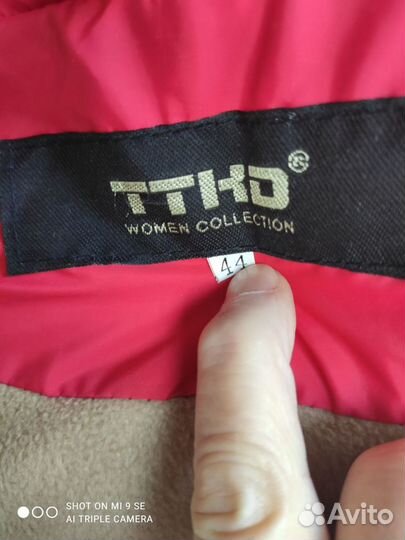 TTKD ®
WOMEN COLLECTION
44
SHOT ON MI 9 SE
AI TRIPLE CAMERA
Avito